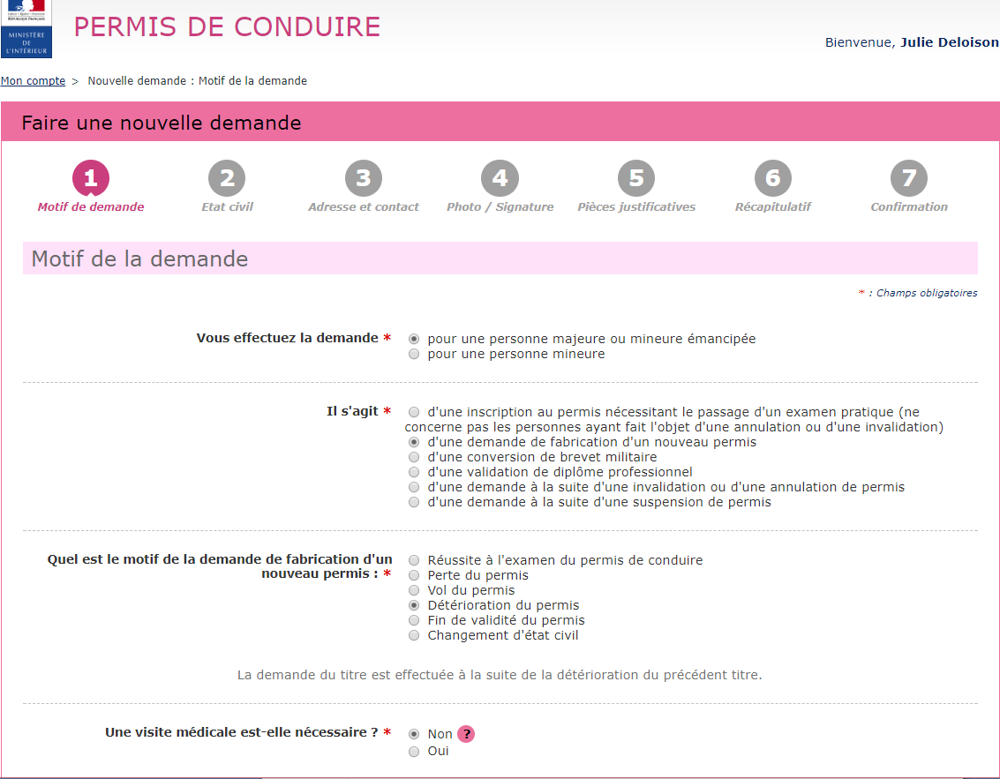 Liberté • Égalité • Fraternité
RÉPUBLIQUE FRANÇAISE
MINISTÈRE
DE
L'INTÉRIEUR
PERMIS DE CONDUIRE
Bienvenue, Julie Deloison
Mon compte > Nouvelle demande : Motif de la demande
Faire une nouvelle demande
1 2 3 4 5 6 7
Motif de demande Etat civil Adresse et contact Photo / Signature Pièces justificatives Récapitulatif Confirmation
Motif de la demande
* : Champs obligatoires
Vous effectuez la demande * pour une personne majeure ou mineure émancipée
pour une personne mineure
Il s'agit * d'une inscription au permis nécessitant le passage d'un examen pratique (ne
concerne pas les personnes ayant fait l'objet d'une annulation ou d'une invalidation)
d'une demande de fabrication d'un nouveau permis
d'une conversion de brevet militaire
d'une validation de diplôme professionnel
d'une demande à la suite d'une invalidation ou d'une annulation de permis
d'une demande à la suite d'une suspension de permis
Quel est le motif de la demande de fabrication d'un
nouveau permis : *
Réussite à l'examen du permis de conduire
Perte du permis
Vol du permis
Détérioration du permis
Fin de validité du permis
Changement d'état civil
La demande du titre est effectuée à la suite de la détérioration du précédent titre.
Une visite médicale est-elle nécessaire ? * Non ?
Oui